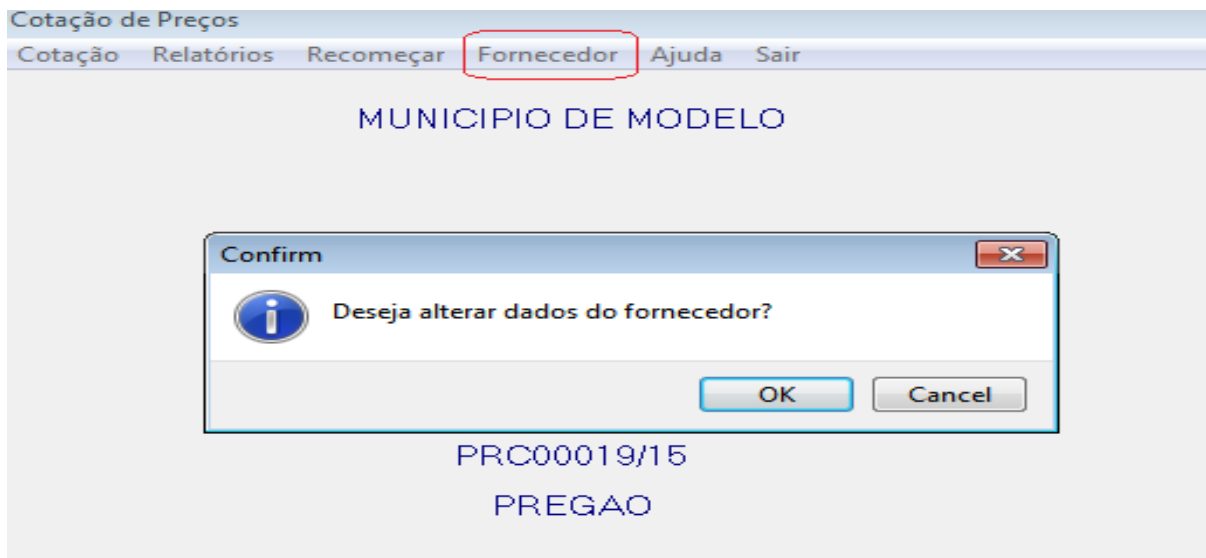 Cotação de Preços
Cotação Relatórios Recomeçar Fornecedor Ajuda Sair
MUNICIPIO DE MODELO
Confirm
Deseja alterar dados do fornecedor?
OK Cancel
PRC00019/15
PREGAO